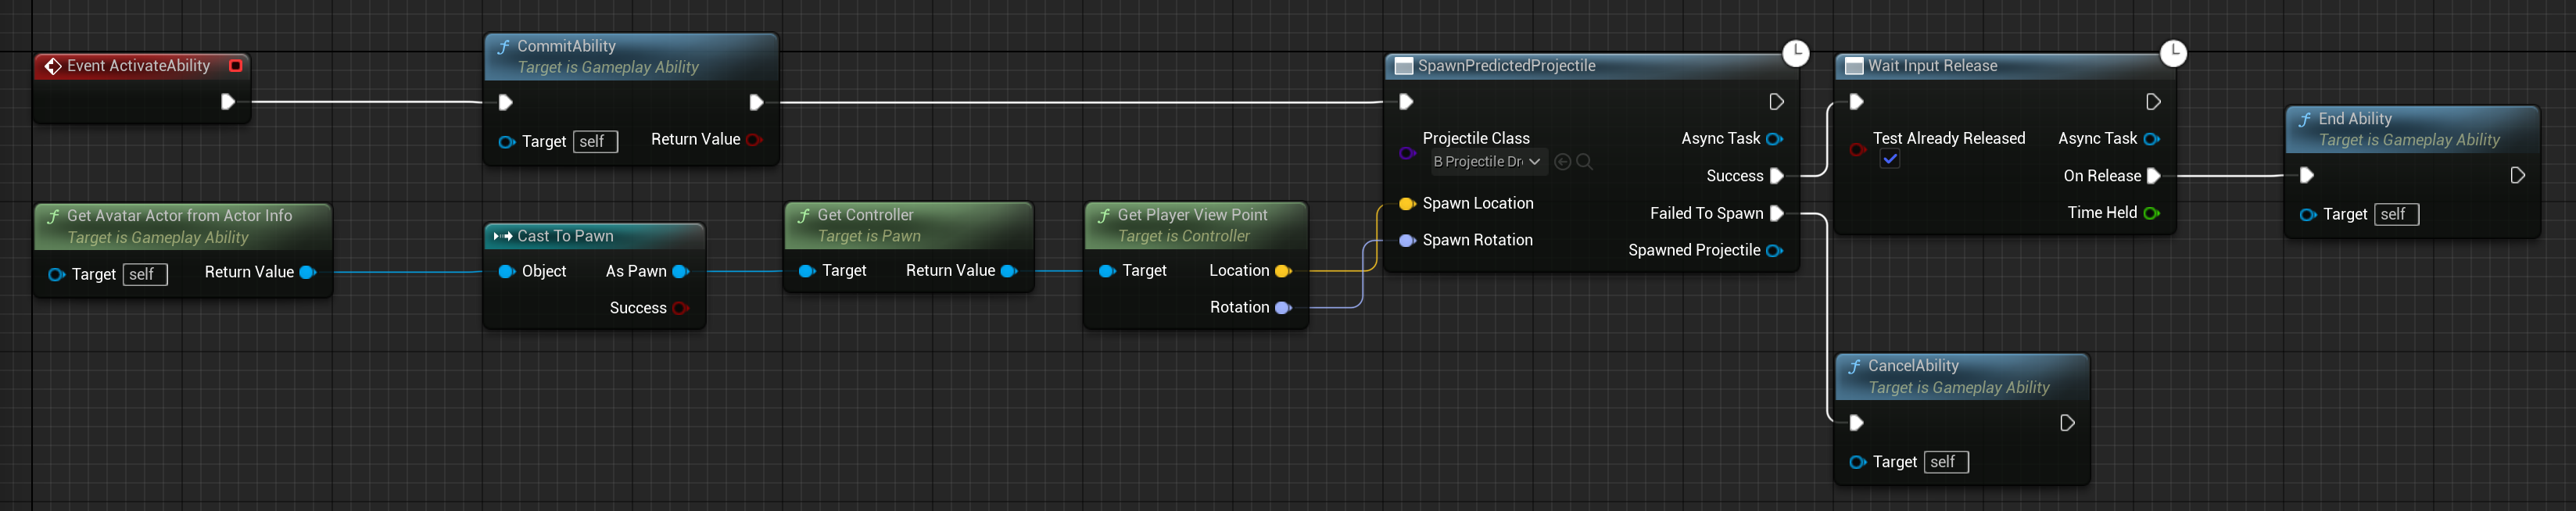 Event ActivateAbility
CommitAbility
Target is Gameplay Ability
Target self
Return Value
Get Avatar Actor from Actor Info
Target is Gameplay Ability
Target self
Return Value
Cast To Pawn
Object
As Pawn
Success
Get Controller
Target is Pawn
Target
Return Value
Get Player View Point
Target is Controller
Target
Location
Rotation
SpawnPredictedProjectile
Projectile Class
B Projectile Dr
Async Task
Success
Spawn Location
Failed To Spawn
Spawn Rotation
Spawned Projectile
Wait Input Release
Test Already Released
Async Task
On Release
Time Held
CancelAbility
Target is Gameplay Ability
Target self
End Ability
Target is Gameplay Ability
Target self